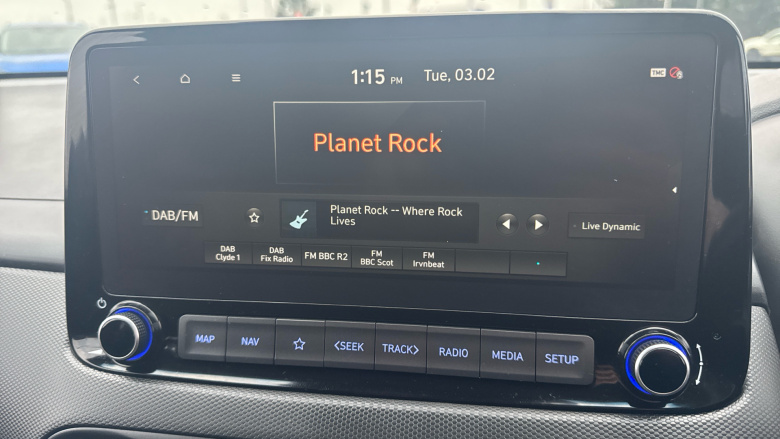 1:15 PM Tue, 03.02 TMC
Planet Rock
DAB/FM
Planet Rock -- Where Rock
Lives
Live Dynamic
DAB
Clyde 1
DAB
Fix Radio
FM BBC R2
FM
BBC Scot
FM
Irvnbeat
MAP NAV <SEEK TRACK> RADIO MEDIA SETUP